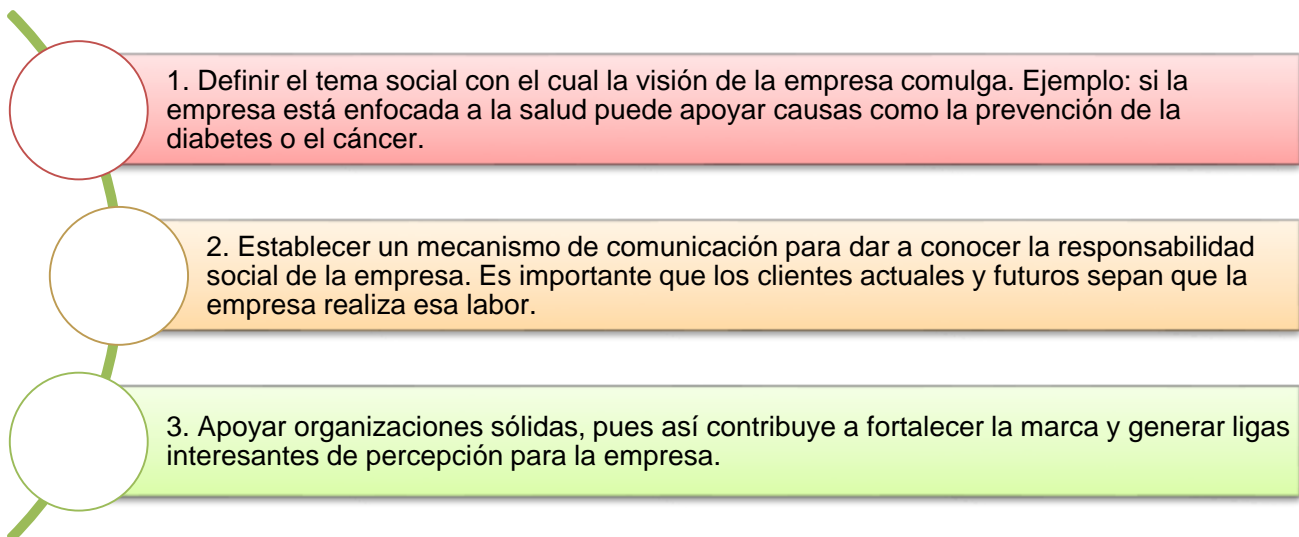 1. Definir el tema social con el cual la visión de la empresa comulga. Ejemplo: si la
empresa está enfocada a la salud puede apoyar causas como la prevención de la
diabetes o el cáncer.
2. Establecer un mecanismo de comunicación para dar a conocer la responsabilidad
social de la empresa. Es importante que los clientes actuales y futuros sepan que la
empresa realiza esa labor.
3. Apoyar organizaciones sólidas, pues así contribuye a fortalecer la marca y generar ligas
interesantes de percepción para la empresa.